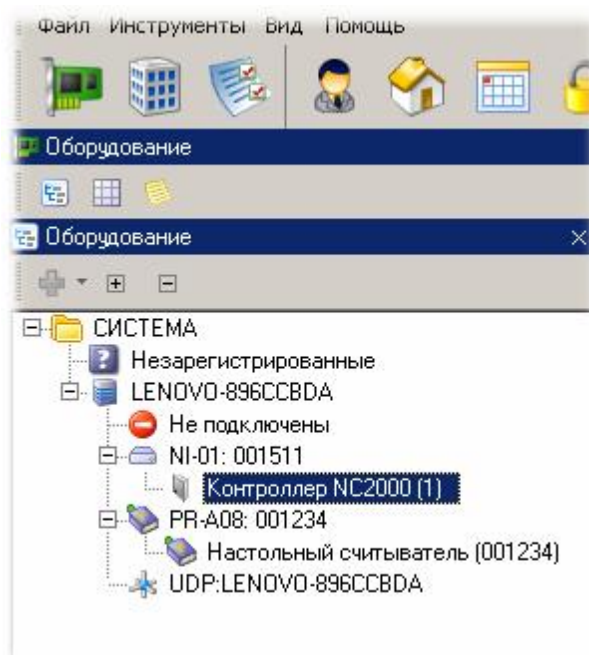 Файл Инструменты Вид Помощь
Оборудование
Оборудование
СИСТЕМА
Незарегистрированные
LENOVO-896CCBDA
Не подключены
NI-01: 001511
Контроллер NC2000 (1)
PR-A08: 001234
Настольный считыватель (001234)
UDP:LENOVO-896CCBDA